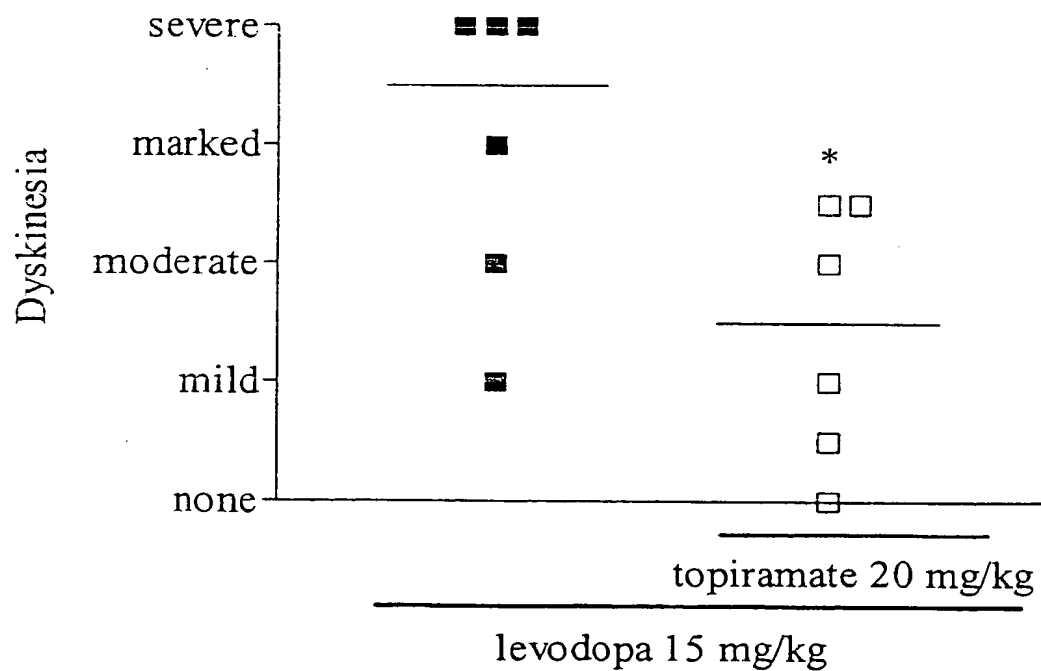 severe
marked
*
moderate
mild
none
Dyskinesia
topiramate 20 mg/kg
levodopa 15 mg/kg